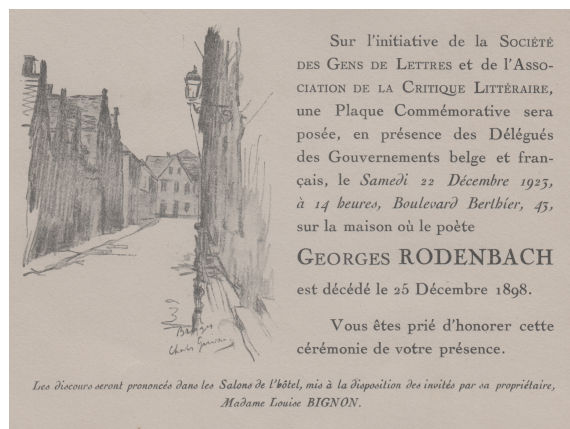 Sur l'initiative de la Société
des Gens de Lettres et de l'Asso-
ciation de la Critique Littéraire,
une Plaque Commémorative sera
posée, en présence des Délégués
des Gouvernements belge et fran-
çais, le Samedi 22 Décembre 1923,
à 14 heures, Boulevard Berthier, 43,
sur la maison où le poète
Georges RODENBACH
est décédé le 25 Décembre 1898.
Vous êtes prié d'honorer cette
cérémonie de votre présence.
Bruges
Les discours seront prononcés dans les Salons de l'hôtel, mis à la disposition des invités par sa propriétaire,
Madame Louise BIGNON.